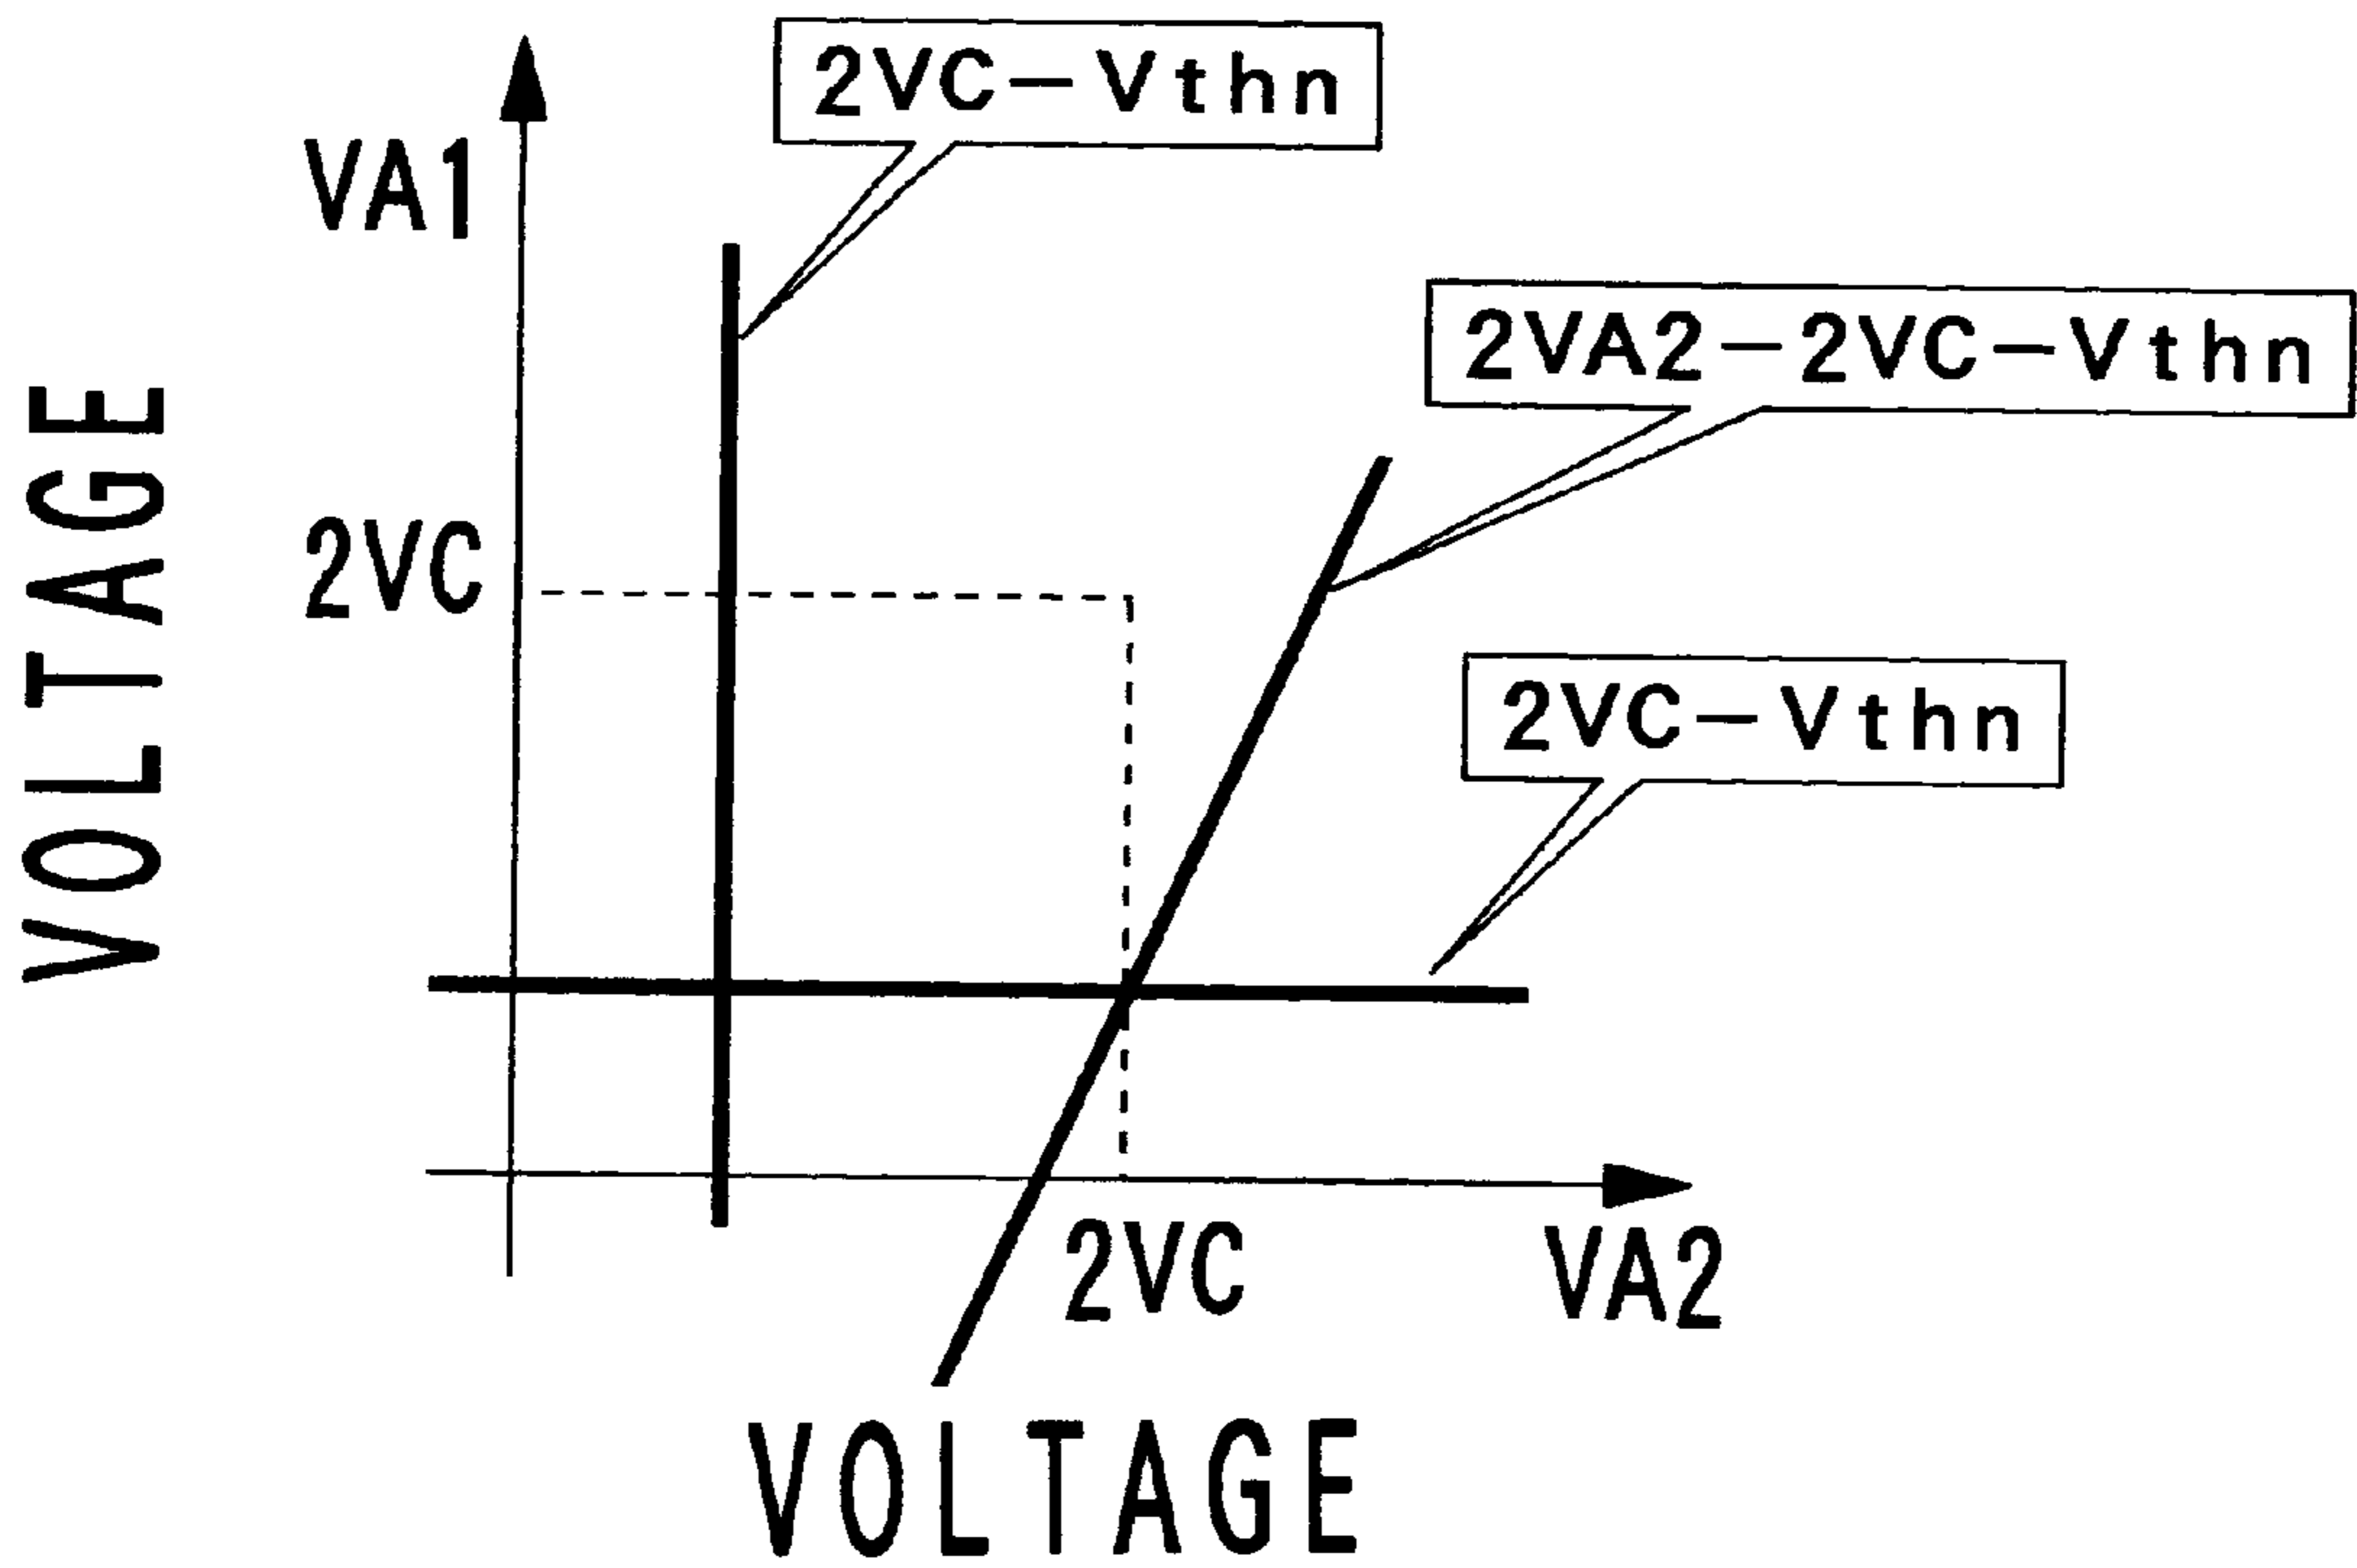 2VC-Vthn
VA1
2VA2-2VC-Vthn
VOLTAGE
2VC
2VC-Vthn
2VC
VA2
VOLTAGE